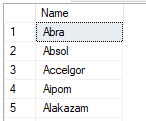 Name
1 Abra
2 Absol
3 Accelgor
4 Aipom
5 Alakazam